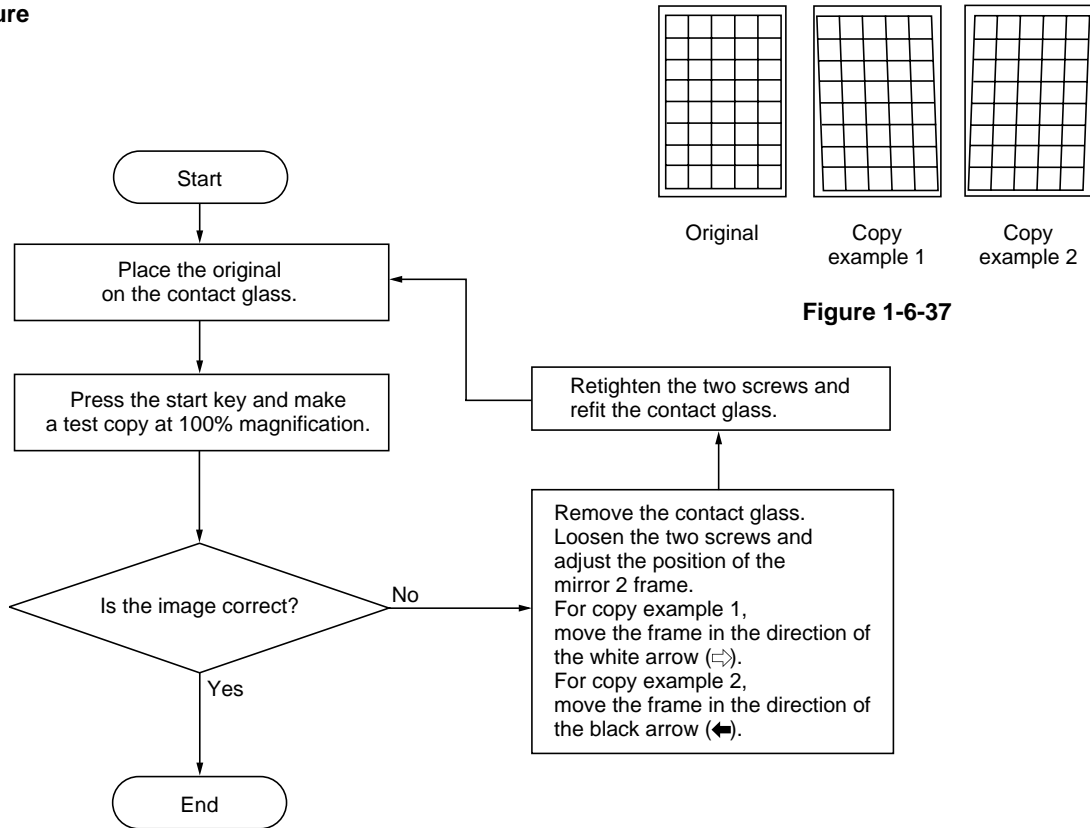 ure
Original
Copy
example 1
Copy
example 2
Figure 1-6-37
Start
Place the original
on the contact glass.
Press the start key and make
a test copy at 100% magnification.
Is the image correct?
No
Yes
End
Remove the contact glass.
Loosen the two screws and
adjust the position of the
mirror 2 frame.
For copy example 1,
move the frame in the direction of
the white arrow (⇨).
For copy example 2,
move the frame in the direction of
the black arrow (⬅).
Retighten the two screws and
refit the contact glass.